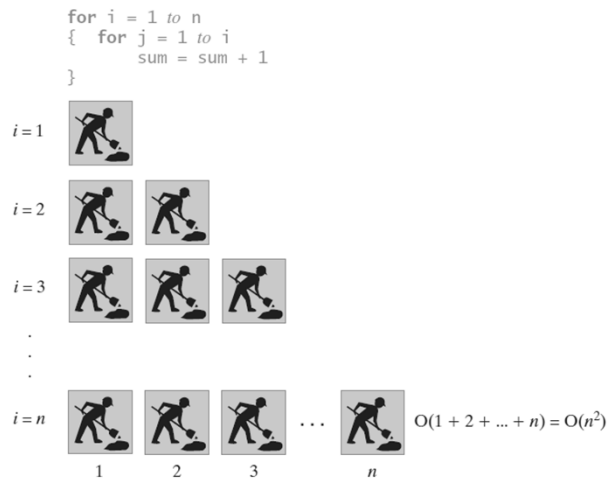 for i = 1 to n
{ for j = 1 to i
sum = sum + 1
}
i = 1
i = 2
i = 3
.
.
.
i = n ... O(1 + 2 + ... + n) = O(n²)
1 2 3 n